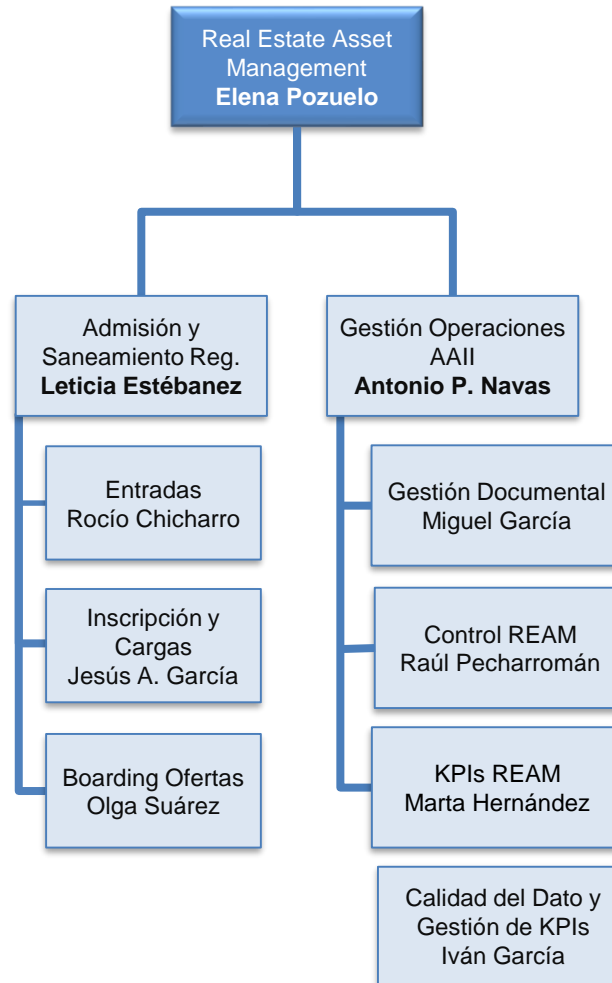 Real Estate Asset
Management
Elena Pozuelo
Admisión y
Saneamiento Reg.
Leticia Estébanez
Entradas
Rocío Chicharro
Inscripción y
Cargas
Jesús A. García
Boarding Ofertas
Olga Suárez
Gestión Operaciones
AAII
Antonio P. Navas
Gestión Documental
Miguel García
Control REAM
Raúl Pecharromán
KPIs REAM
Marta Hernández
Calidad del Dato y
Gestión de KPIs
Iván García